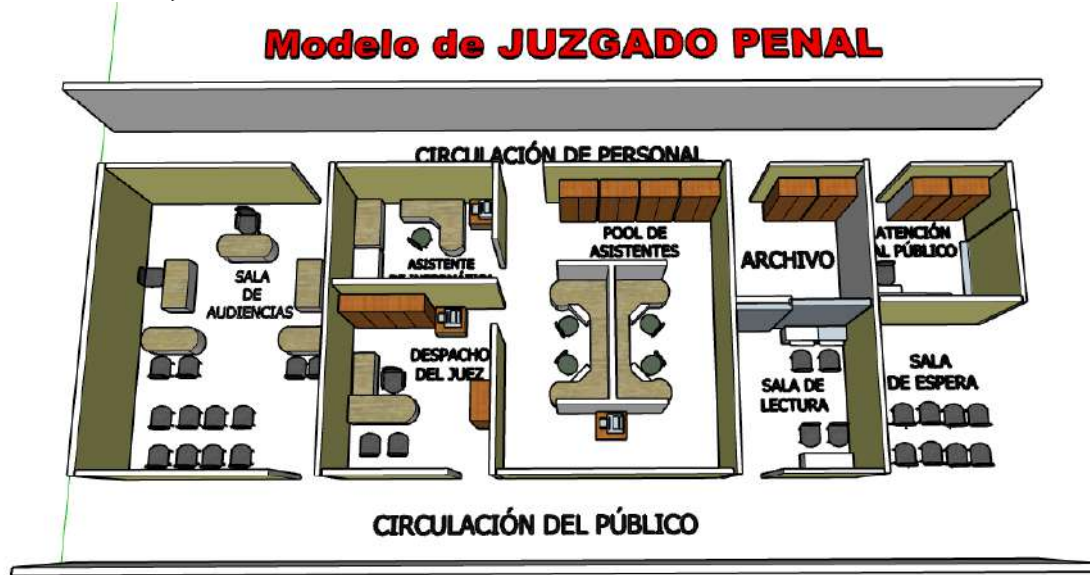 Modelo de JUZGADO PENAL
CIRCULACIÓN DE PERSONAL
SALA
DE
AUDIENCIAS
ASISTENTE
DESPACHO
DEL JUEZ
POOL DE
ASISTENTES
ARCHIVO
ATENCIÓN
AL PÚBLICO
SALA DE
LECTURA
SALA
DE ESPERA
CIRCULACIÓN DEL PÚBLICO